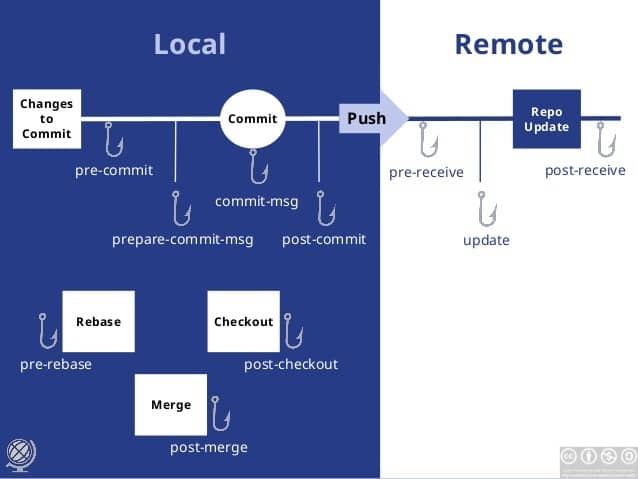 Local
Remote
Changes
to
Commit
Commit
Push
Repo
Update
pre-commit
pre-receive
post-receive
commit-msg
prepare-commit-msg
post-commit
update
Rebase
Checkout
pre-rebase
post-checkout
Merge
post-merge
cc